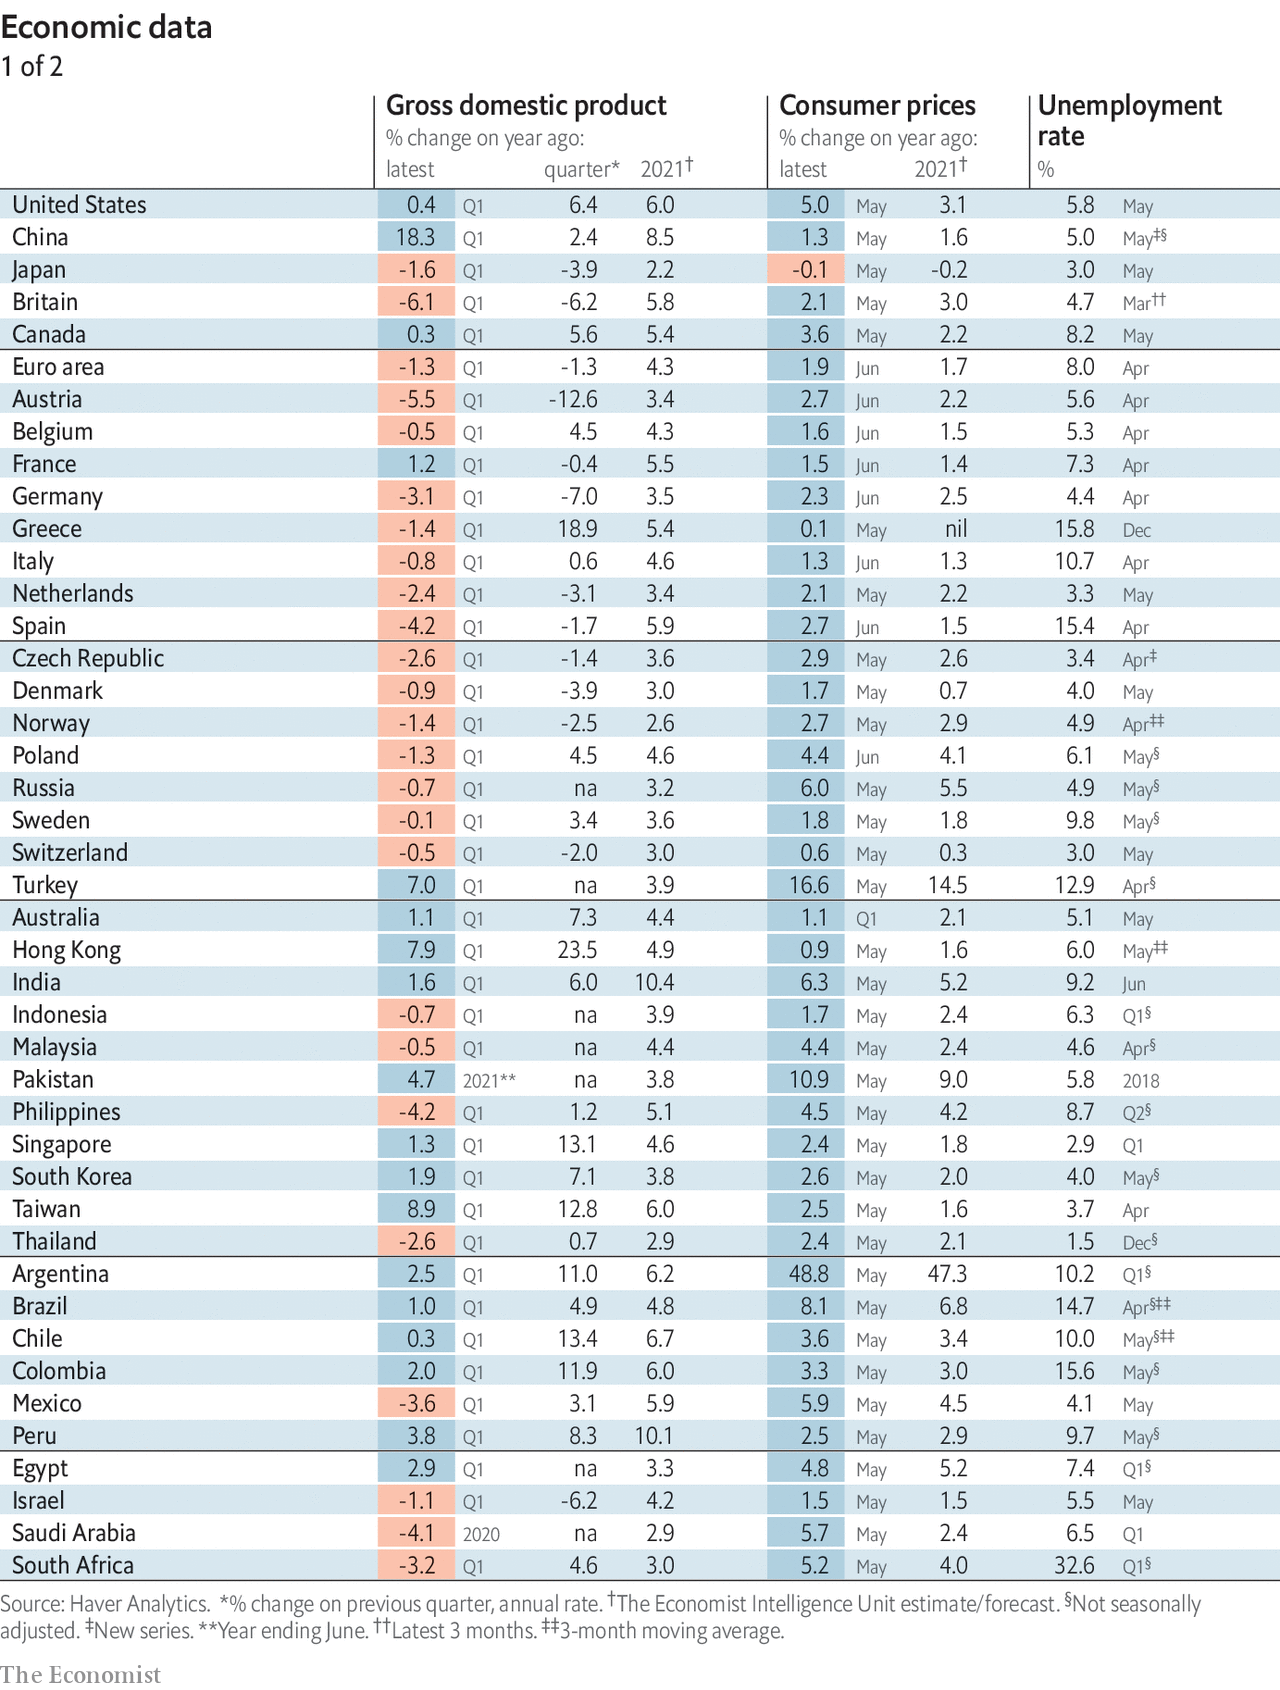 Economic data
1 of 2
Gross domestic product Consumer prices Unemployment
% change on year ago: % change on year ago: rate
latest quarter* 2021† latest 2021† %
United States 0.4 Q1 6.4 6.0 5.0 May 3.1 5.8 May
China 18.3 Q1 2.4 8.5 1.3 May 1.6 5.0 May‡§
Japan -1.6 Q1 -3.9 2.2 -0.1 May -0.2 3.0 May
Britain -6.1 Q1 -6.2 5.8 2.1 May 3.0 4.7 Mar††
Canada 0.3 Q1 5.6 5.4 3.6 May 2.2 8.2 May
Euro area -1.3 Q1 -1.3 4.3 1.9 Jun 1.7 8.0 Apr
Austria -5.5 Q1 -12.6 3.4 2.7 Jun 2.2 5.6 Apr
Belgium -0.5 Q1 4.5 4.3 1.6 Jun 1.5 5.3 Apr
France 1.2 Q1 -0.4 5.5 1.5 Jun 1.4 7.3 Apr
Germany -3.1 Q1 -7.0 3.5 2.3 Jun 2.5 4.4 Apr
Greece -1.4 Q1 18.9 5.4 0.1 May nil 15.8 Dec
Italy -0.8 Q1 0.6 4.6 1.3 Jun 1.3 10.7 Apr
Netherlands -2.4 Q1 -3.1 3.4 2.1 May 2.2 3.3 May
Spain -4.2 Q1 -1.7 5.9 2.7 Jun 1.5 15.4 Apr
Czech Republic -2.6 Q1 -1.4 3.6 2.9 May 2.6 3.4 Apr‡
Denmark -0.9 Q1 -3.9 3.0 1.7 May 0.7 4.0 May
Norway -1.4 Q1 -2.5 2.6 2.7 May 2.9 4.9 Apr‡‡
Poland -1.3 Q1 4.5 4.6 4.4 Jun 4.1 6.1 May§
Russia -0.7 Q1 na 3.2 6.0 May 5.5 4.9 May§
Sweden -0.1 Q1 3.4 3.6 1.8 May 1.8 9.8 May§
Switzerland -0.5 Q1 -2.0 3.0 0.6 May 0.3 3.0 May
Turkey 7.0 Q1 na 3.9 16.6 May 14.5 12.9 Apr§
Australia 1.1 Q1 7.3 4.4 1.1 Q1 2.1 5.1 May
Hong Kong 7.9 Q1 23.5 4.9 0.9 May 1.6 6.0 May‡‡
India 1.6 Q1 6.0 10.4 6.3 May 5.2 9.2 Jun
Indonesia -0.7 Q1 na 3.9 1.7 May 2.4 6.3 Q1§
Malaysia -0.5 Q1 na 4.4 4.4 May 2.4 4.6 Apr§
Pakistan 4.7 2021** na 3.8 10.9 May 9.0 5.8 2018
Philippines -4.2 Q1 1.2 5.1 4.5 May 4.2 8.7 Q2§
Singapore 1.3 Q1 13.1 4.6 2.4 May 1.8 2.9 Q1
South Korea 1.9 Q1 7.1 3.8 2.6 May 2.0 4.0 May§
Taiwan 8.9 Q1 12.8 6.0 2.5 May 1.6 3.7 Apr
Thailand -2.6 Q1 0.7 2.9 2.4 May 2.1 1.5 Dec§
Argentina 2.5 Q1 11.0 6.2 48.8 May 47.3 10.2 Q1§
Brazil 1.0 Q1 4.9 4.8 8.1 May 6.8 14.7 Apr§‡‡
Chile 0.3 Q1 13.4 6.7 3.6 May 3.4 10.0 May§‡‡
Colombia 2.0 Q1 11.9 6.0 3.3 May 3.0 15.6 May§
Mexico -3.6 Q1 3.1 5.9 5.9 May 4.5 4.1 May
Peru 3.8 Q1 8.3 10.1 2.5 May 2.9 9.7 May§
Egypt 2.9 Q1 na 3.3 4.8 May 5.2 7.4 Q1§
Israel -1.1 Q1 -6.2 4.2 1.5 May 1.5 5.5 May
Saudi Arabia -4.1 2020 na 2.9 5.7 May 2.4 6.5 Q1
South Africa -3.2 Q1 4.6 3.0 5.2 May 4.0 32.6 Q1§
Source: Haver Analytics. *% change on previous quarter, annual rate. †The Economist Intelligence Unit estimate/forecast. §Not seasonally
adjusted. ‡New series. **Year ending June. ††Latest 3 months. ‡‡3-month moving average.
The Economist